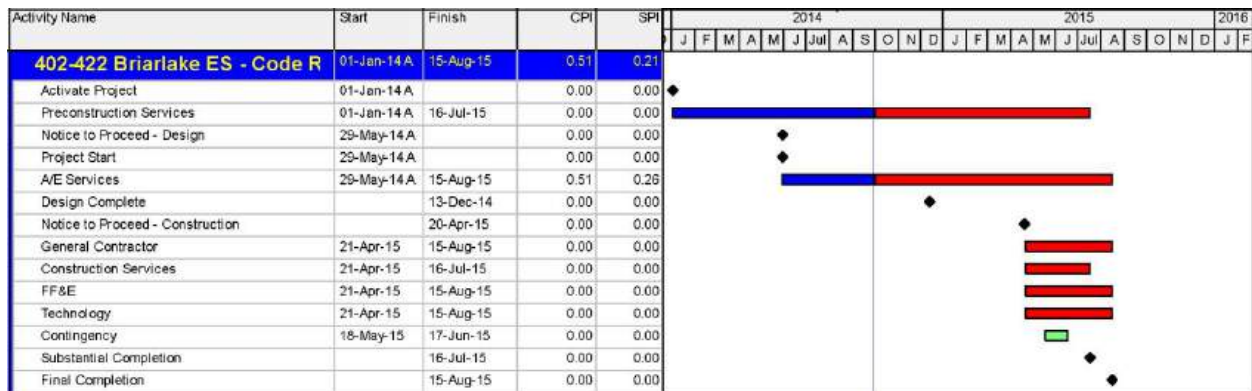 Activity Name Start Finish CPI SPI 2014 2015 2016
J F M A M J Jul A S O N D J F M A M J Jul A S O N D J F
402-422 Briarlake ES - Code R 01-Jan-14 A 15-Aug-15 0.51 0.21
Activate Project 01-Jan-14 A 0.00 0.00
Preconstruction Services 01-Jan-14 A 16-Jul-15 0.00 0.00
Notice to Proceed - Design 29-May-14 A 0.00 0.00
Project Start 29-May-14 A 0.00 0.00
A/E Services 29-May-14 A 15-Aug-15 0.51 0.26
Design Complete 13-Dec-14 0.00 0.00
Notice to Proceed - Construction 20-Apr-15 0.00 0.00
General Contractor 21-Apr-15 15-Aug-15 0.00 0.00
Construction Services 21-Apr-15 16-Jul-15 0.00 0.00
FF&E 21-Apr-15 15-Aug-15 0.00 0.00
Technology 21-Apr-15 15-Aug-15 0.00 0.00
Contingency 18-May-15 17-Jun-15 0.00 0.00
Substantial Completion 16-Jul-15 0.00 0.00
Final Completion 15-Aug-15 0.00 0.00